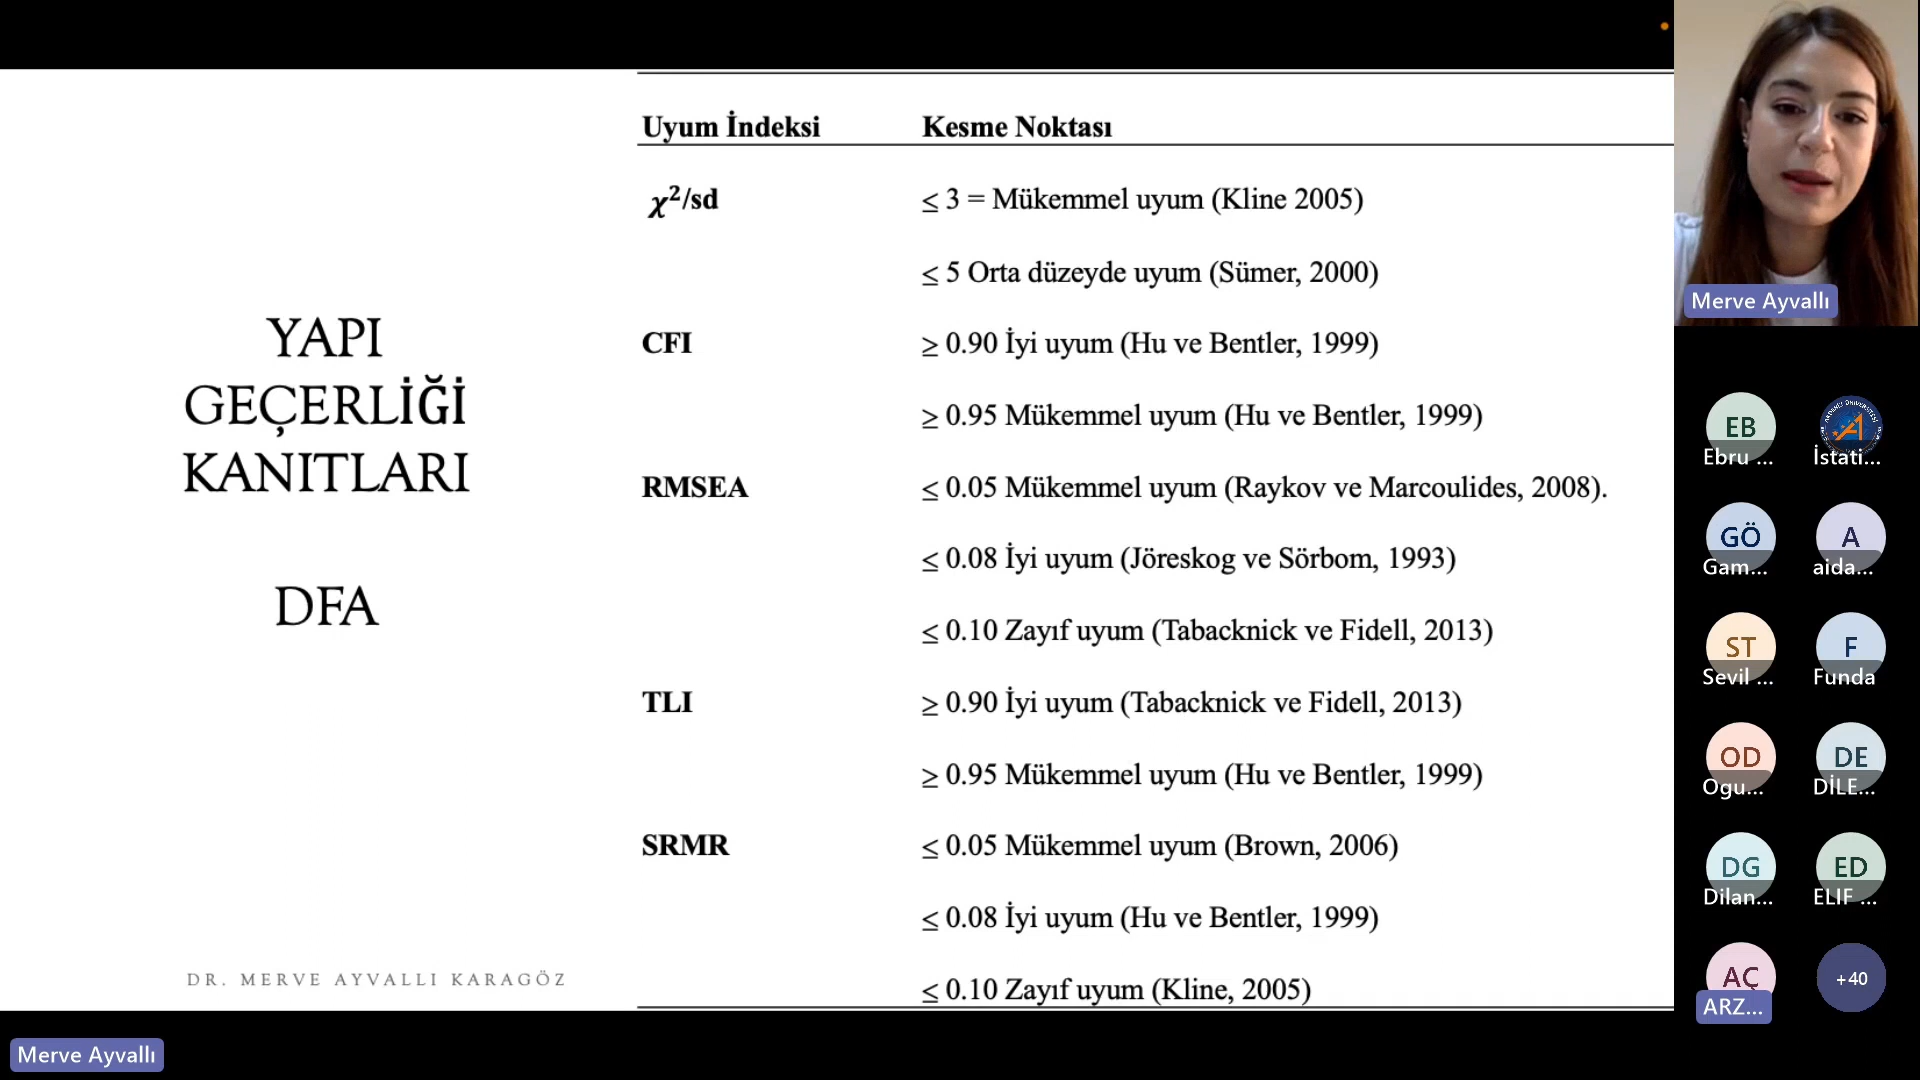 YAPI
GEÇERLİĞİ
KANITLARI
DFA
DR. MERVE AYVALLI KARAGÖZ
Uyum İndeksi Kesme Noktası
χ²/sd ≤ 3 = Mükemmel uyum (Kline 2005)
≤ 5 Orta düzeyde uyum (Sümer, 2000)
CFI ≥ 0.90 İyi uyum (Hu ve Bentler, 1999)
≥ 0.95 Mükemmel uyum (Hu ve Bentler, 1999)
RMSEA ≤ 0.05 Mükemmel uyum (Raykov ve Marcoulides, 2008).
≤ 0.08 İyi uyum (Jöreskog ve Sörbom, 1993)
≤ 0.10 Zayıf uyum (Tabacknick ve Fidell, 2013)
TLI ≥ 0.90 İyi uyum (Tabacknick ve Fidell, 2013)
≥ 0.95 Mükemmel uyum (Hu ve Bentler, 1999)
SRMR ≤ 0.05 Mükemmel uyum (Brown, 2006)
≤ 0.08 İyi uyum (Hu ve Bentler, 1999)
≤ 0.10 Zayıf uyum (Kline, 2005)
Merve Ayvallı
EB
Ebru ...
İstati...
GÖ
Gam...
A
aida...
ST
Sevil ...
F
Funda
OD
Ogu...
DE
DİLE...
DG
Dilan...
ED
ELIF ...
AÇ
ARZ...
+40
Merve Ayvallı